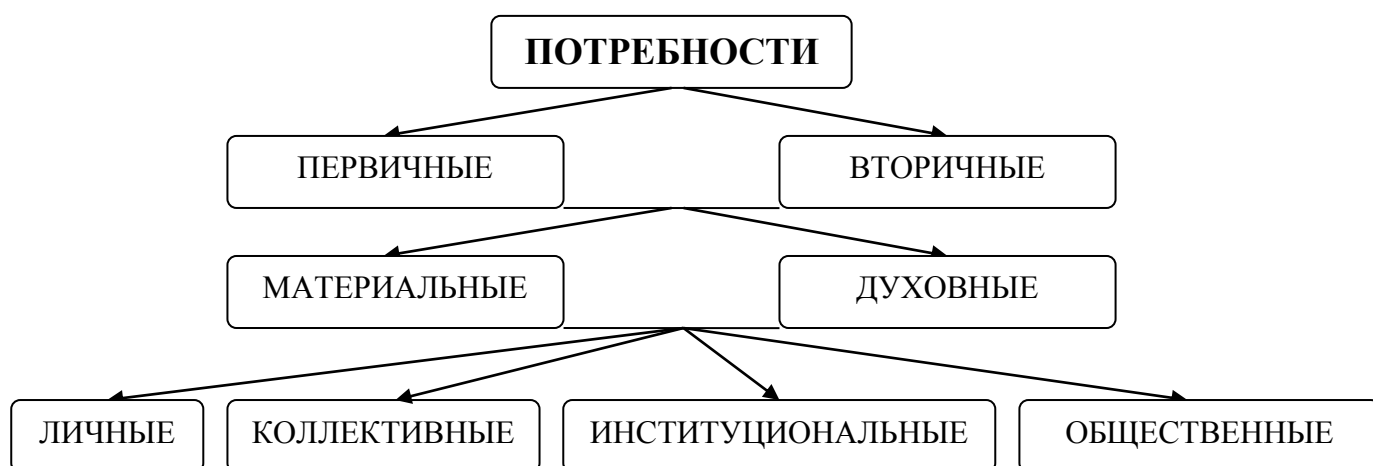 ПОТРЕБНОСТИ
ПЕРВИЧНЫЕ ВТОРИЧНЫЕ
МАТЕРИАЛЬНЫЕ ДУХОВНЫЕ
ЛИЧНЫЕ КОЛЛЕКТИВНЫЕ ИНСТИТУЦИОНАЛЬНЫЕ ОБЩЕСТВЕННЫЕ